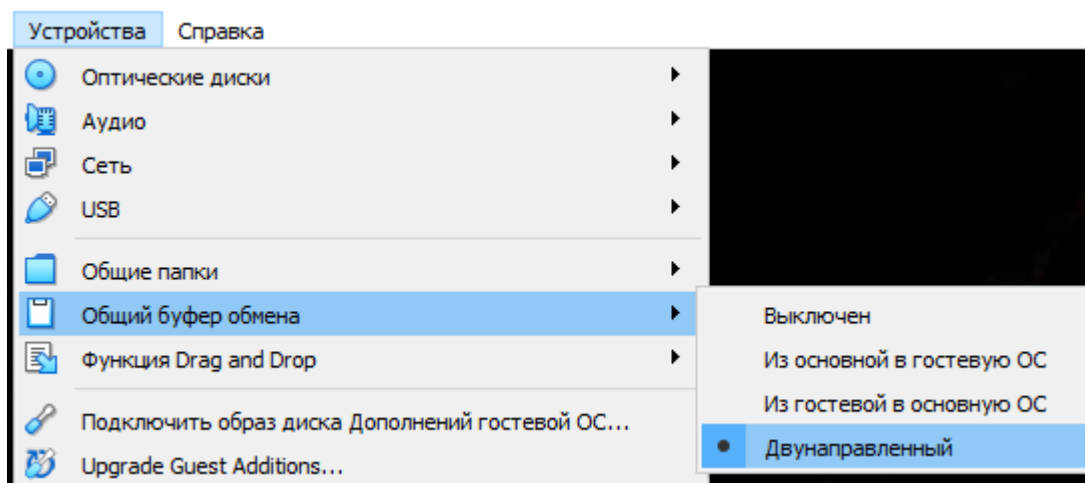 Устройства Справка
Оптические диски
Аудио
Сеть
USB
Общие папки
Общий буфер обмена
Функция Drag and Drop
Подключить образ диска Дополнений гостевой ОС...
Upgrade Guest Additions...
Выключен
Из основной в гостевую ОС
Из гостевой в основную ОС
Двунаправленный